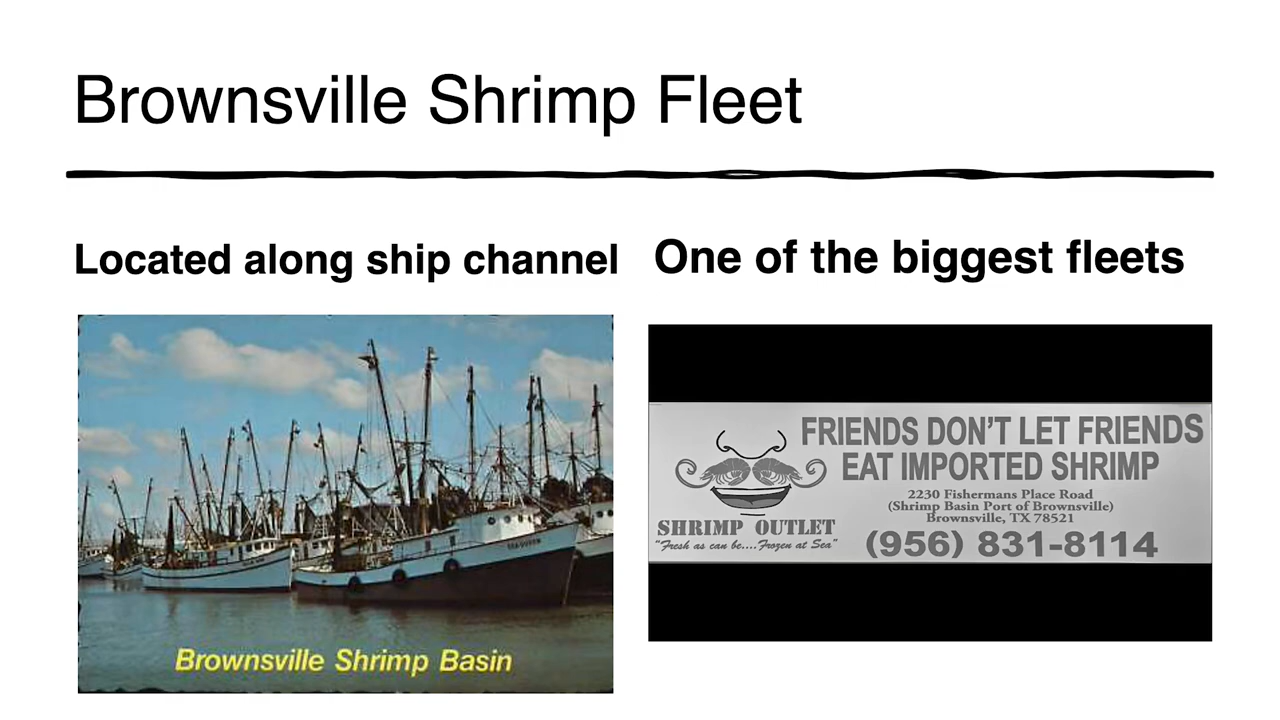 Brownsville Shrimp Fleet
Located along ship channel
One of the biggest fleets
Brownsville Shrimp Basin
FRIENDS DON'T LET FRIENDS
EAT IMPORTED SHRIMP
2230 Fishermans Place Road
(Shrimp Basin Port of Brownsville)
Brownsville, TX 78521
(956) 831-8114
SHRIMP OUTLET
"Fresh as can be....Frozen at Sea"